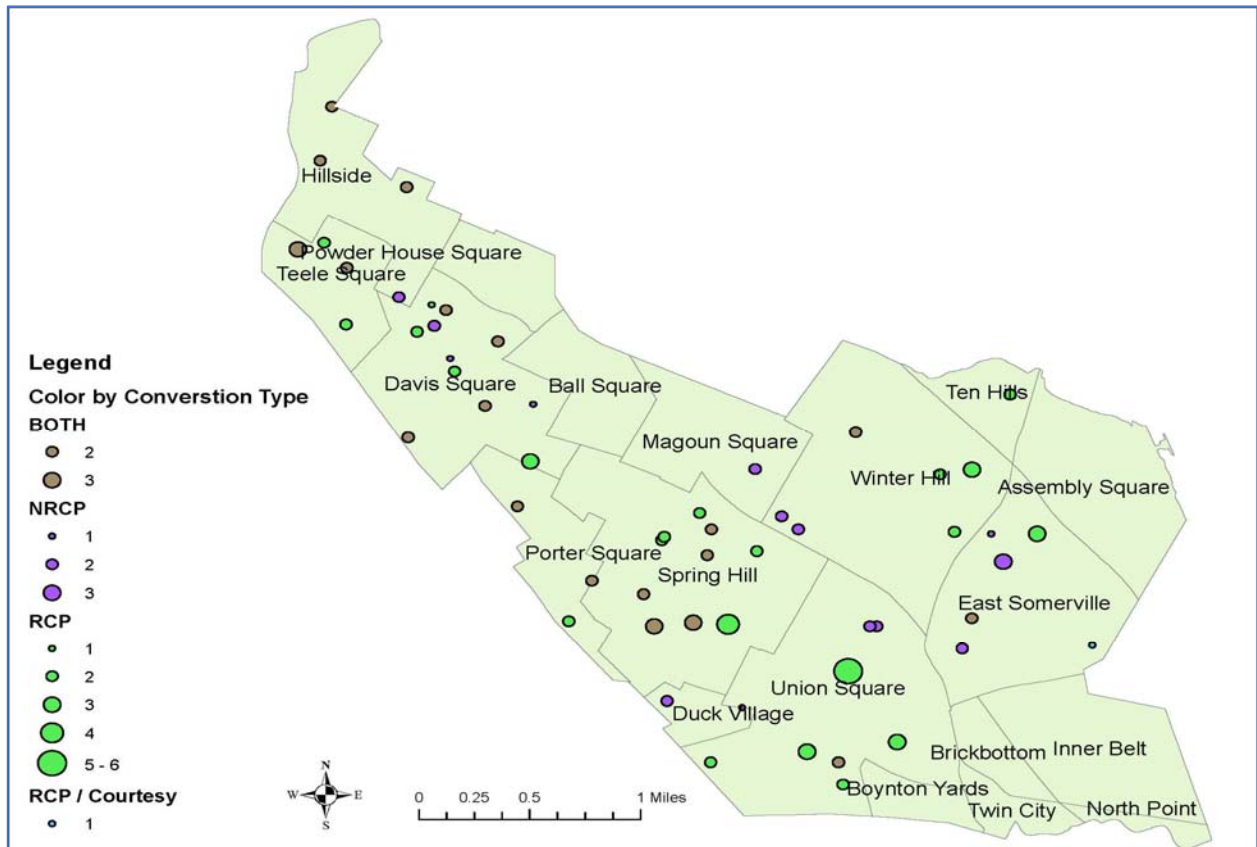 Hillside
Powder House Square
Teele Square
Davis Square
Ball Square
Ten Hills
Magoun Square
Winter Hill
Assembly Square
Porter Square
Spring Hill
East Somerville
Union Square
Duck Village
Brickbottom
Inner Belt
Boynton Yards
Twin City
North Point
Legend
Color by Converstion Type
BOTH
2
3
NRCP
1
2
3
RCP
1
2
3
4
5 - 6
RCP / Courtesy
1
N
W E
S
0 0.25 0.5 1 Miles